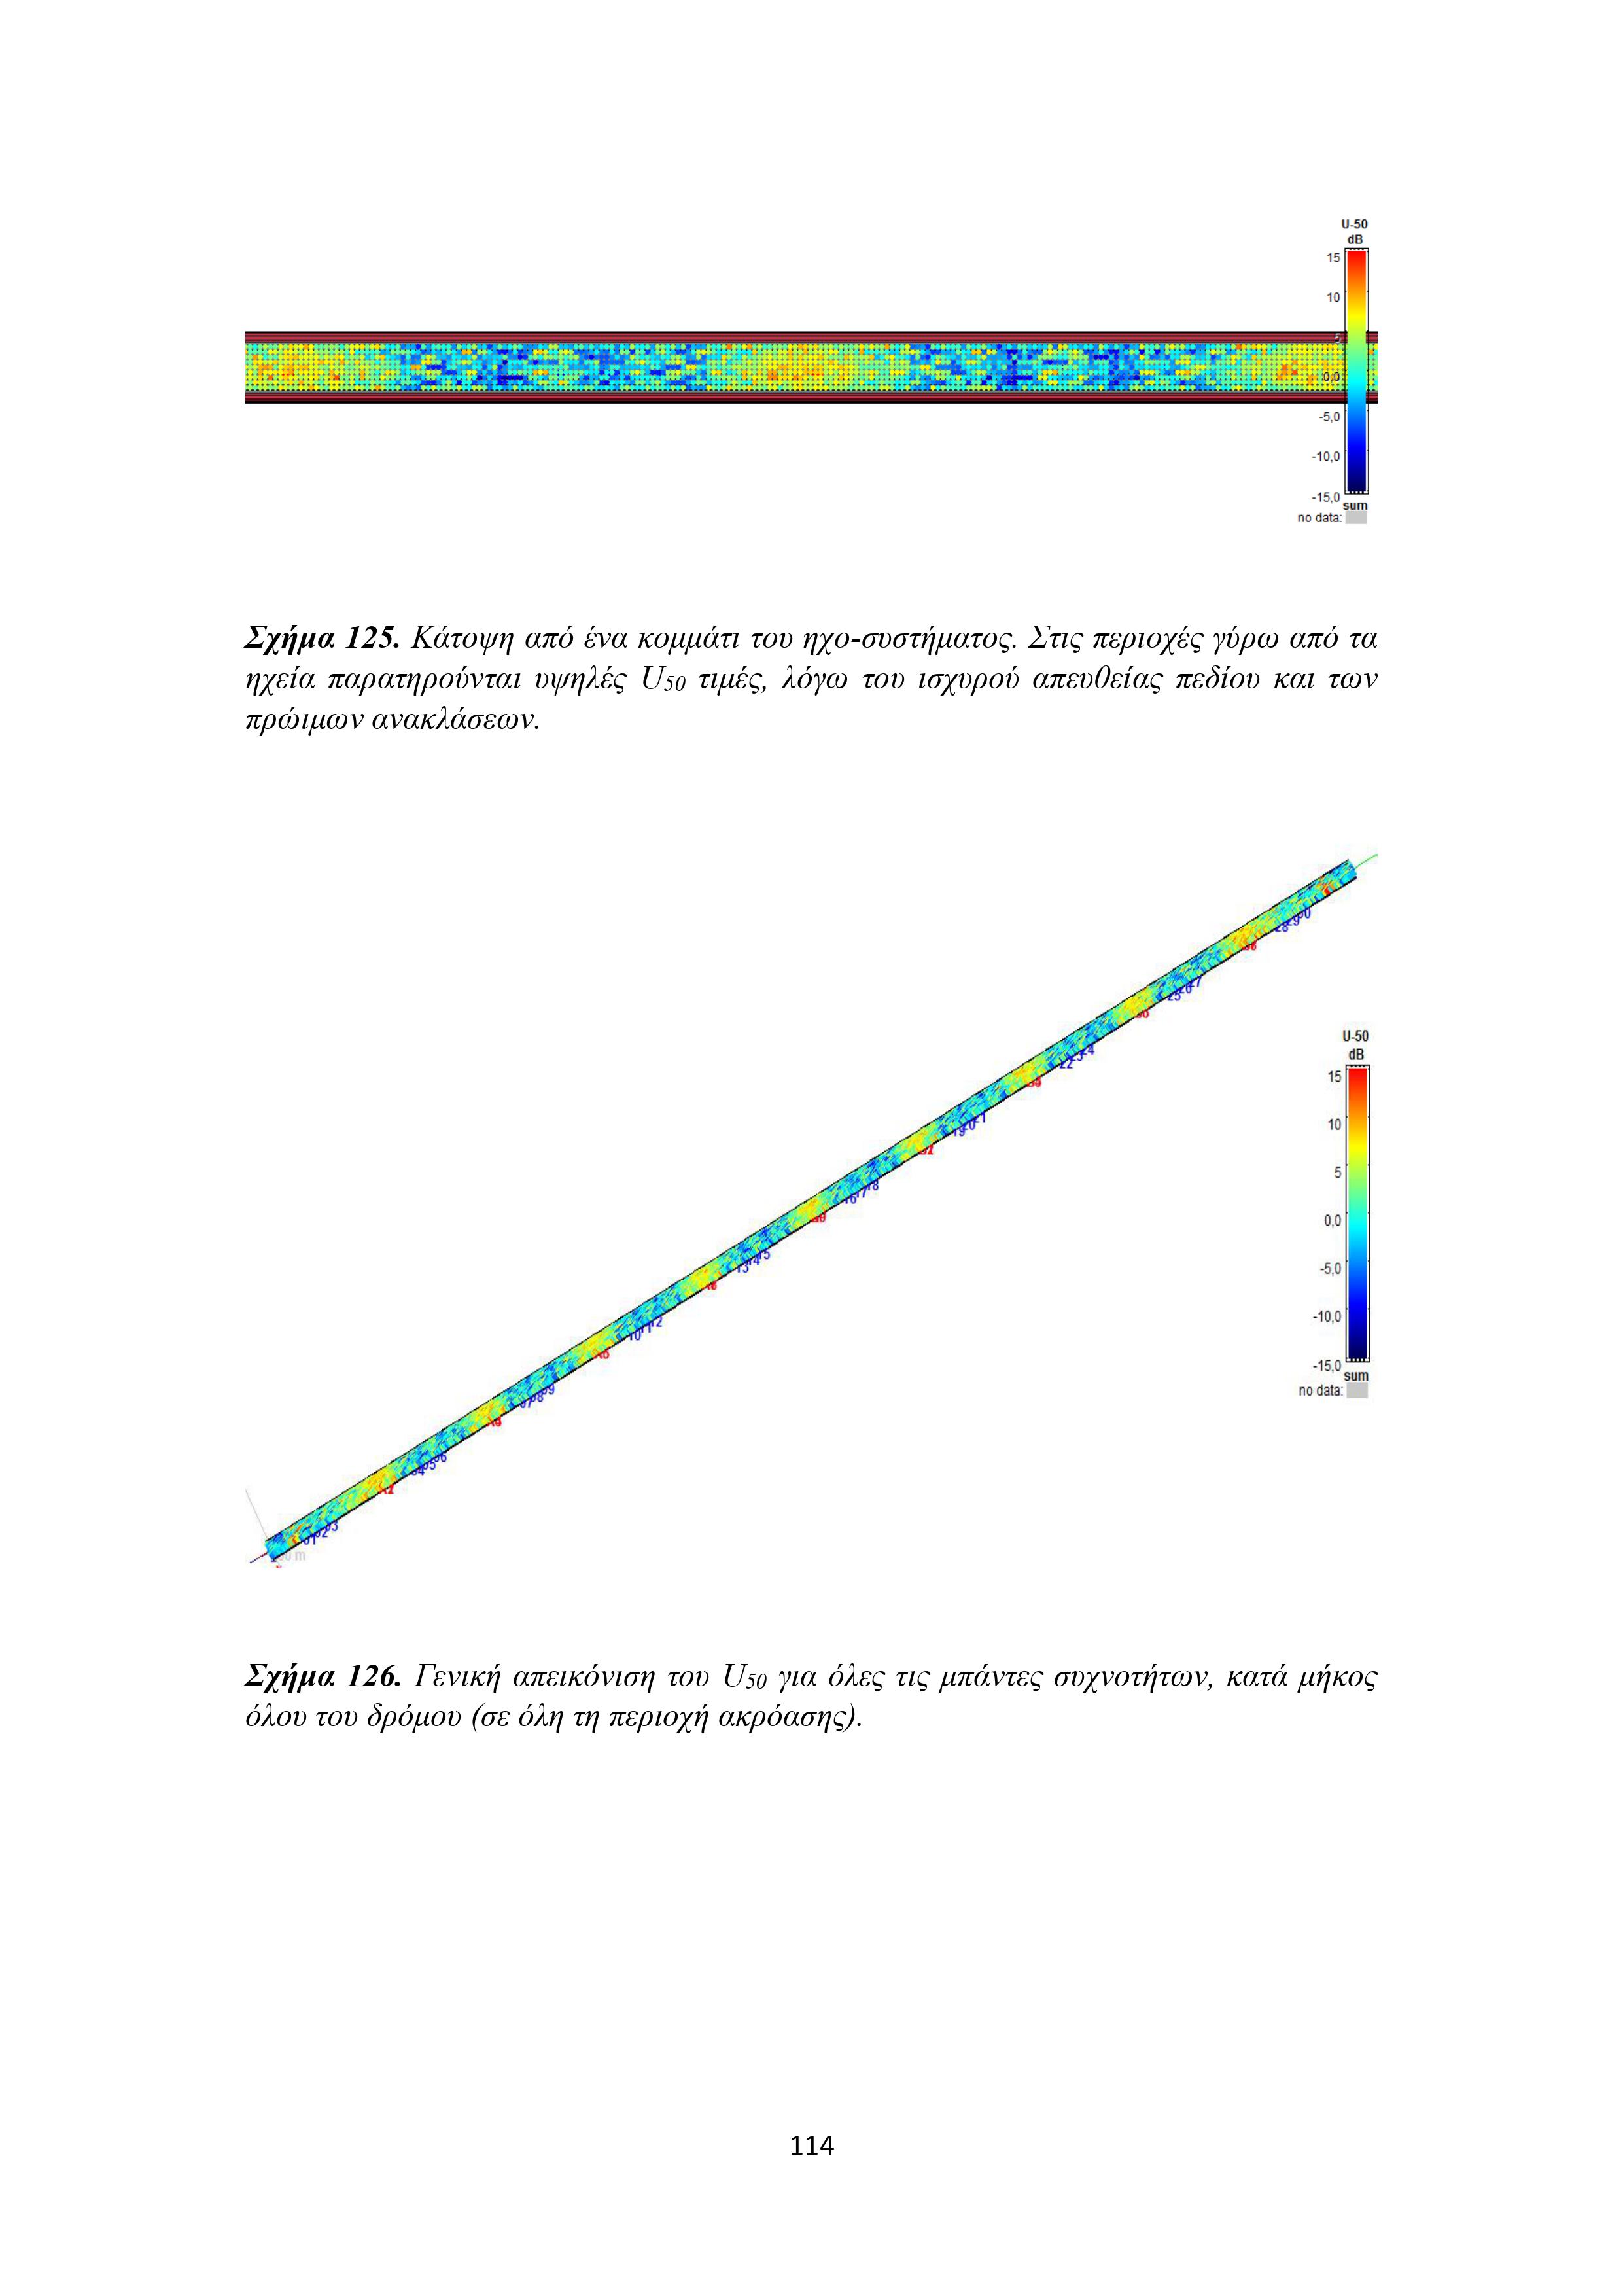 U-50
dB
15
10
5
0,0
-5,0
-10,0
-15,0
sum
no data:
Σχήμα 125. Κάτοψη από ένα κομμάτι του ηχο-συστήματος. Στις περιοχές γύρω από τα
ηχεία παρατηρούνται υψηλές U50 τιμές, λόγω του ισχυρού απευθείας πεδίου και των
πρώιμων ανακλάσεων.
U-50
dB
15
10
5
0,0
-5,0
-10,0
-15,0
sum
no data:
Σχήμα 126. Γενική απεικόνιση του U50 για όλες τις μπάντες συχνοτήτων, κατά μήκος
όλου του δρόμου (σε όλη τη περιοχή ακρόασης).
114